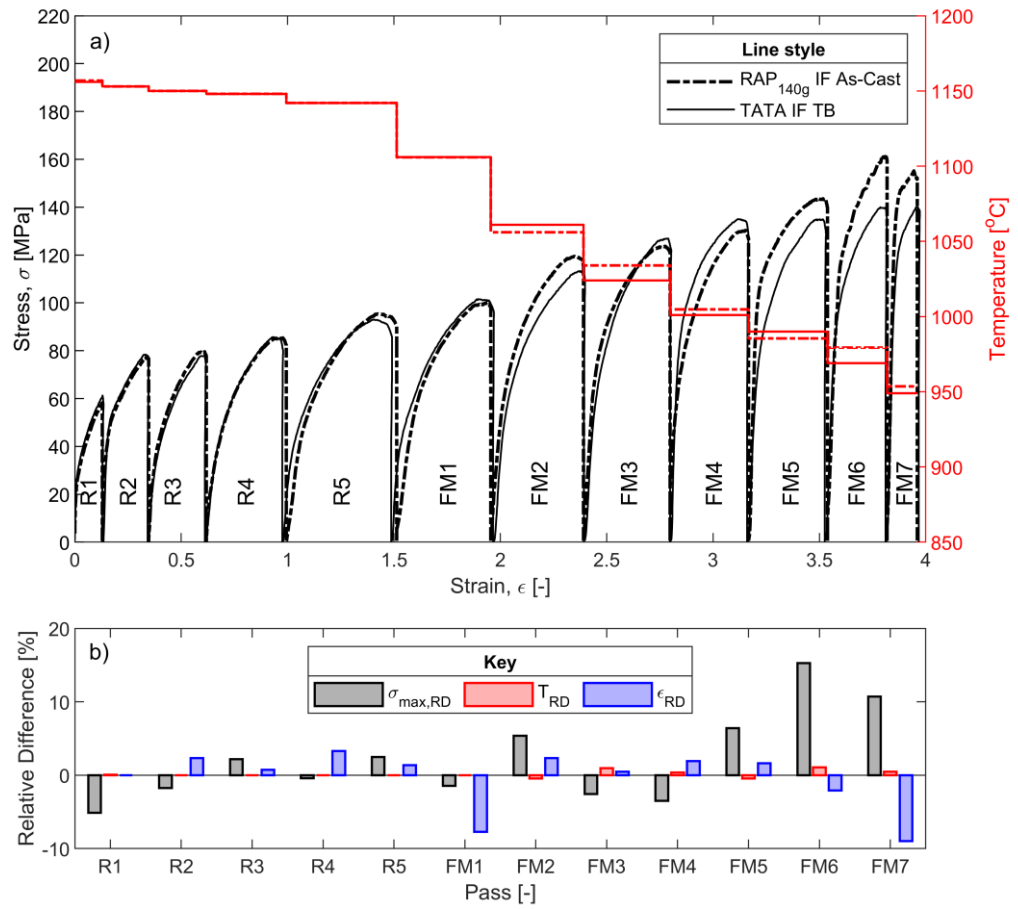 a)
Line style
RAP140g IF As-Cast
TATA IF TB
220
200
180
160
140
120
100
80
60
40
20
0
Stress, σ [MPa]
1200
1150
1100
1050
1000
950
900
850
Temperature [°C]
R1
R2
R3
R4
R5
FM1
FM2
FM3
FM4
FM5
FM6
FM7
0 0.5 1 1.5 2 2.5 3 3.5 4
Strain, ϵ [-]
b)
Key
σmax,RD TRD ϵRD
20
10
0
-10
Relative Difference [%]
R1 R2 R3 R4 R5 FM1 FM2 FM3 FM4 FM5 FM6 FM7
Pass [-]